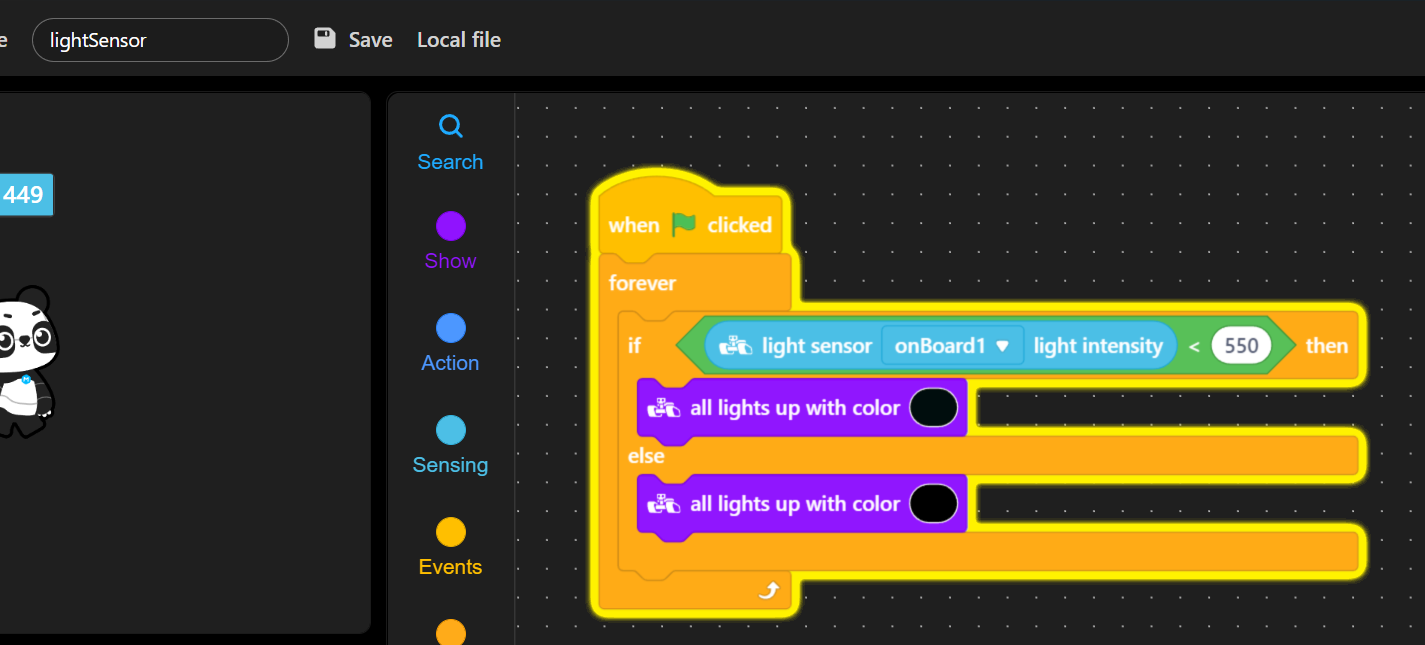 e lightSensor Save Local file
449
Search
Show
Action
Sensing
Events
when clicked
forever
if light sensor onBoard1 light intensity < 550 then
all lights up with color
else
all lights up with color